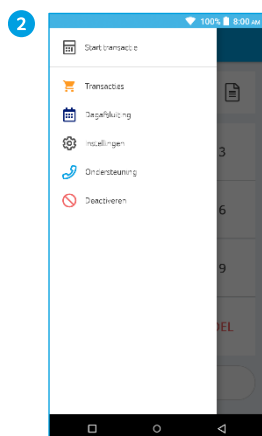 2
100% 8:00 AM
Start transactie
Transacties
Dagafsluiting
Instellingen
Ondersteuning
Deactiveren
3
6
9
DEL